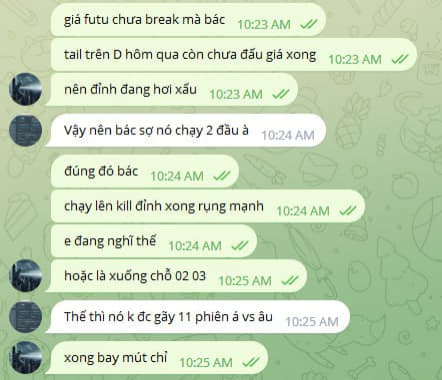 giá futu chưa break mà bác 10:23 AM
tail trên D hôm qua còn chưa đấu giá xong 10:23 AM
nên đỉnh đang hơi xấu 10:23 AM
Vậy nên bác sợ nó chạy 2 đầu à 10:24 AM
đúng đó bác 10:24 AM
chạy lên kill đỉnh xong rụng mạnh 10:24 AM
e đang nghĩ thế 10:24 AM
hoặc là xuống chỗ 02 03 10:25 AM
Thế thì nó k đc gãy 11 phiên á vs âu 10:25 AM
xong bay mút chỉ 10:25 AM